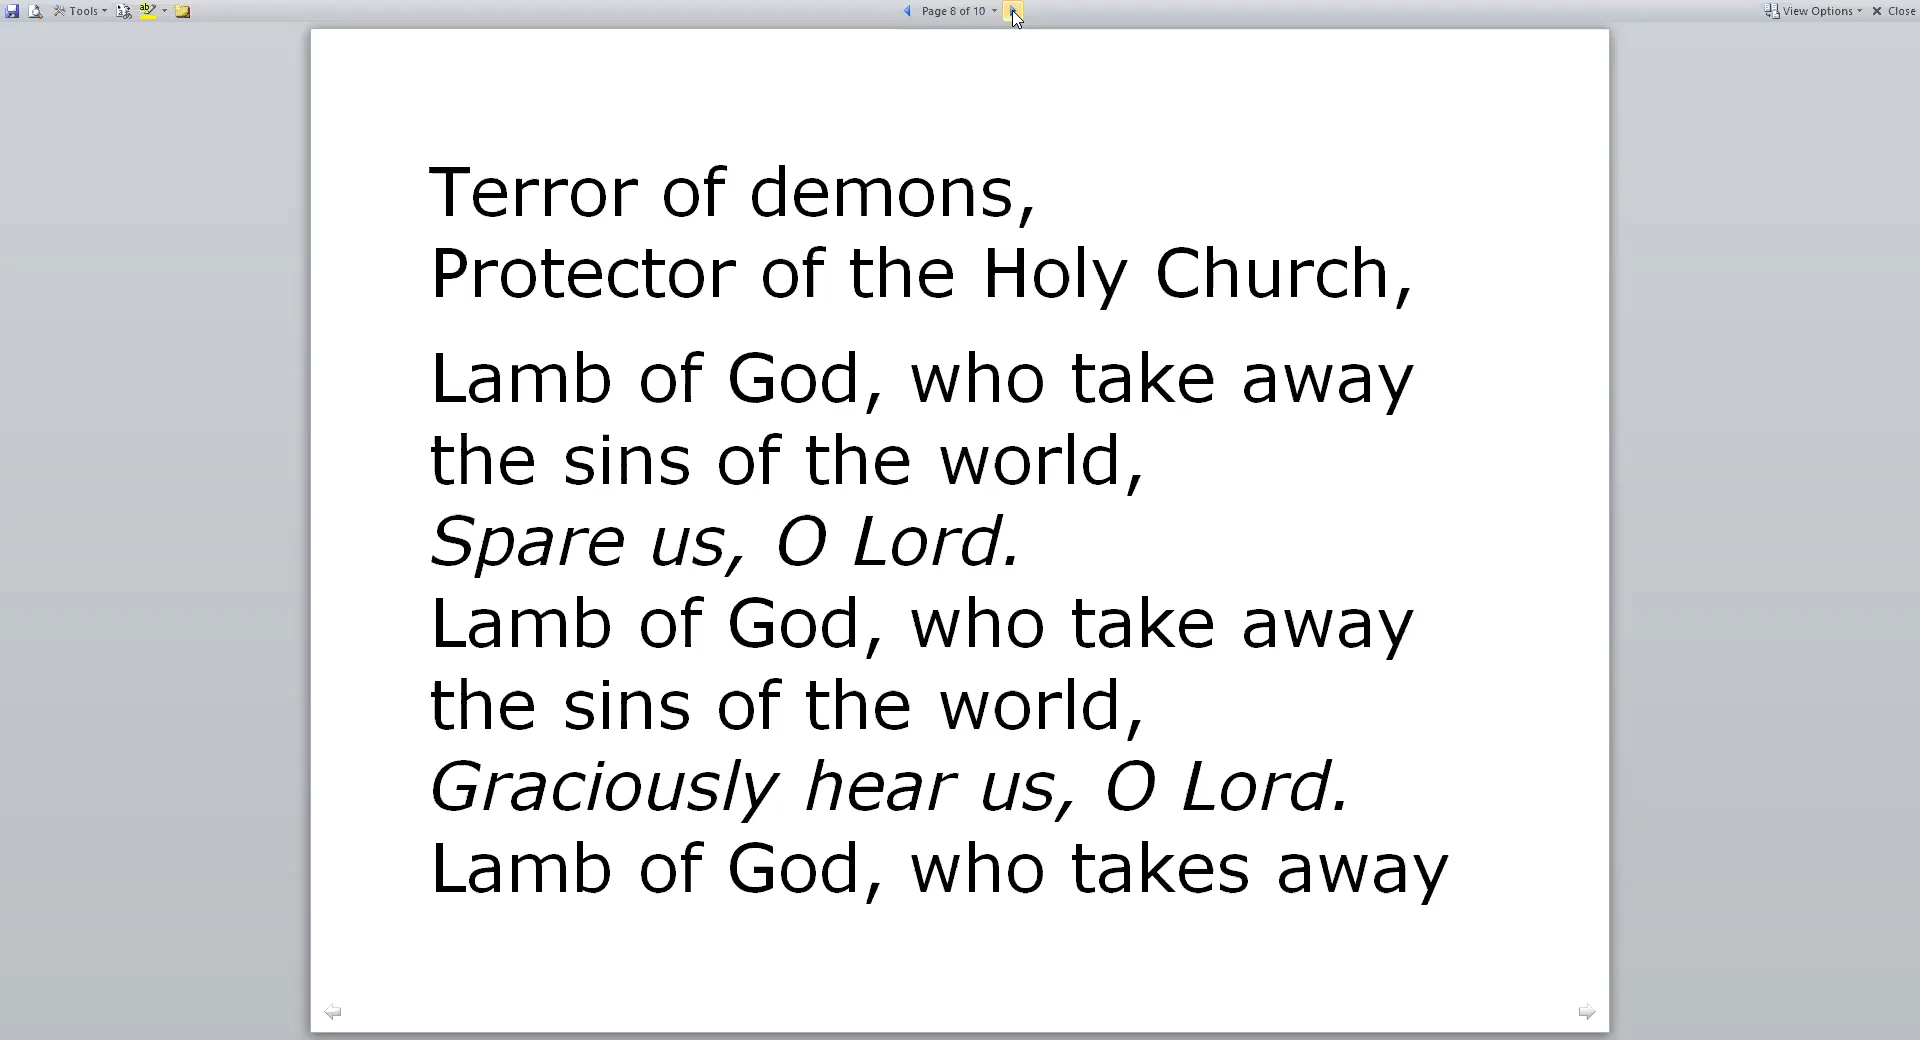 Tools
Page 8 of 10
View Options
Close
Terror of demons,
Protector of the Holy Church,
Lamb of God, who take away
the sins of the world,
Spare us, O Lord.
Lamb of God, who take away
the sins of the world,
Graciously hear us, O Lord.
Lamb of God, who takes away